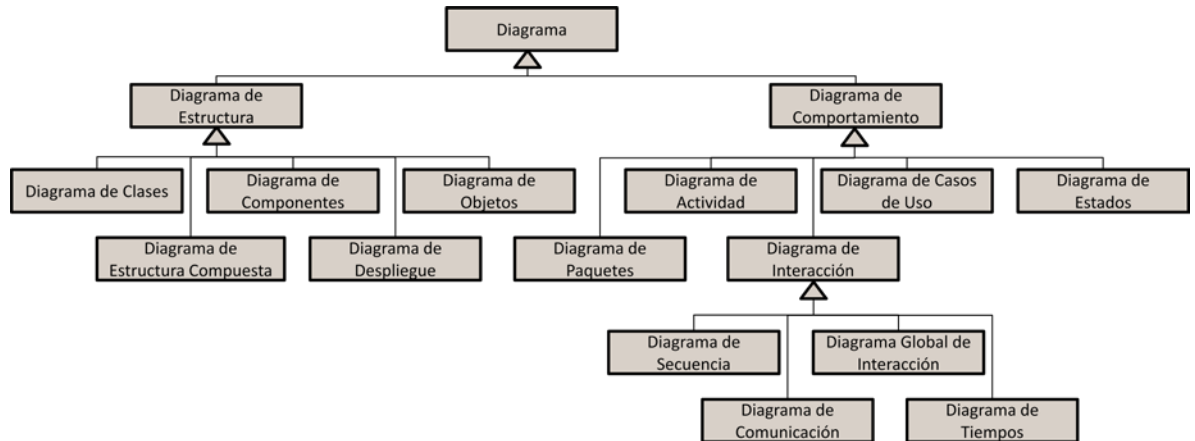 Diagrama
Diagrama de
Estructura
Diagrama de
Comportamiento
Diagrama de Clases
Diagrama de
Componentes
Diagrama de
Objetos
Diagrama de
Actividad
Diagrama de Casos
de Uso
Diagrama de
Estados
Diagrama de
Estructura Compuesta
Diagrama de
Despliegue
Diagrama de
Paquetes
Diagrama de
Interacción
Diagrama de
Secuencia
Diagrama Global de
Interacción
Diagrama de
Comunicación
Diagrama de
Tiempos